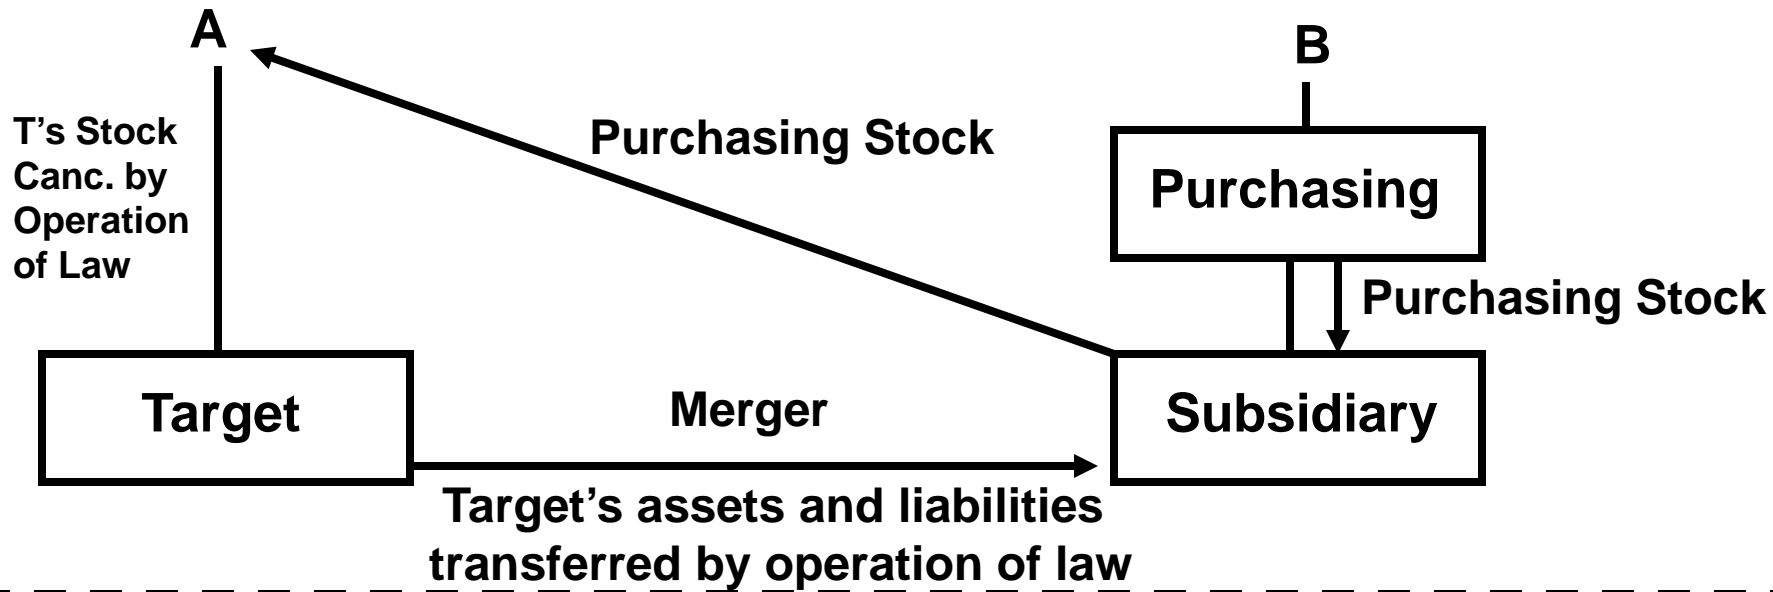 A
B
T’s Stock
Canc. by
Operation
of Law
Purchasing Stock
Purchasing
Purchasing Stock
Target
Merger
Subsidiary
Target’s assets and liabilities
transferred by operation of law